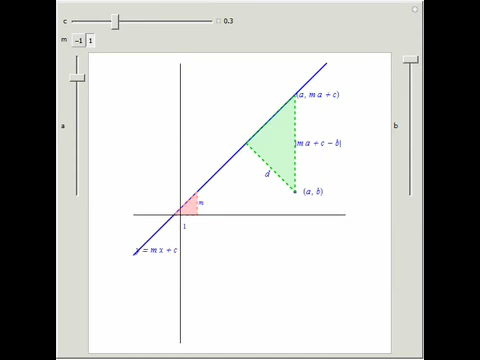 c 0.3
m −1 1
a
b
(a, m a + c)
|m a + c − b|
d
(a, b)
m
1
y = m x + c